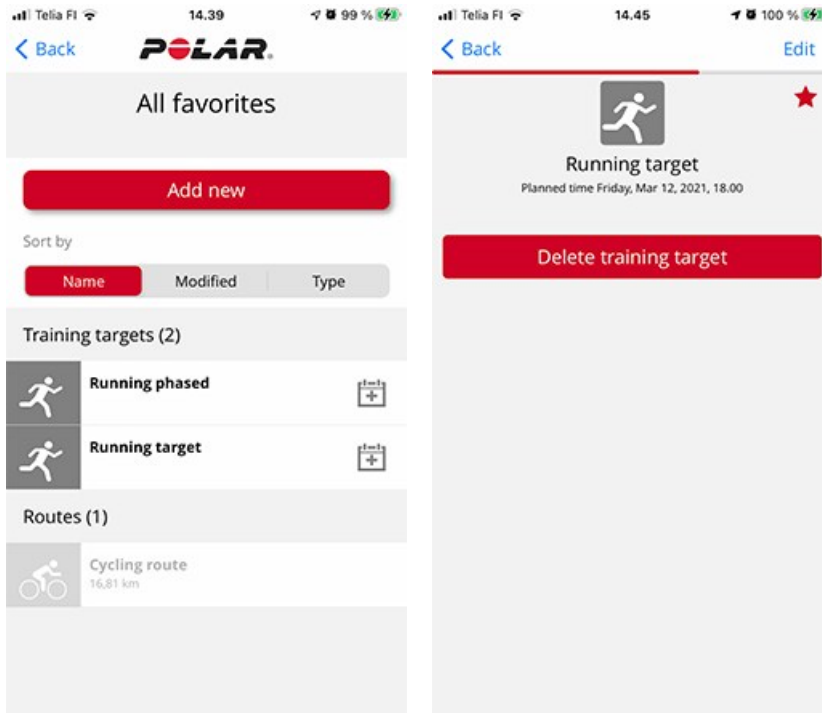 Telia FI 14.39 99 %
Back POLAR.
All favorites
Add new
Sort by
Name Modified Type
Training targets (2)
Running phased
Running target
Routes (1)
Cycling route
16,81 km
Telia FI 14.45 100 %
Back Edit
Running target
Planned time Friday, Mar 12, 2021, 18.00
Delete training target